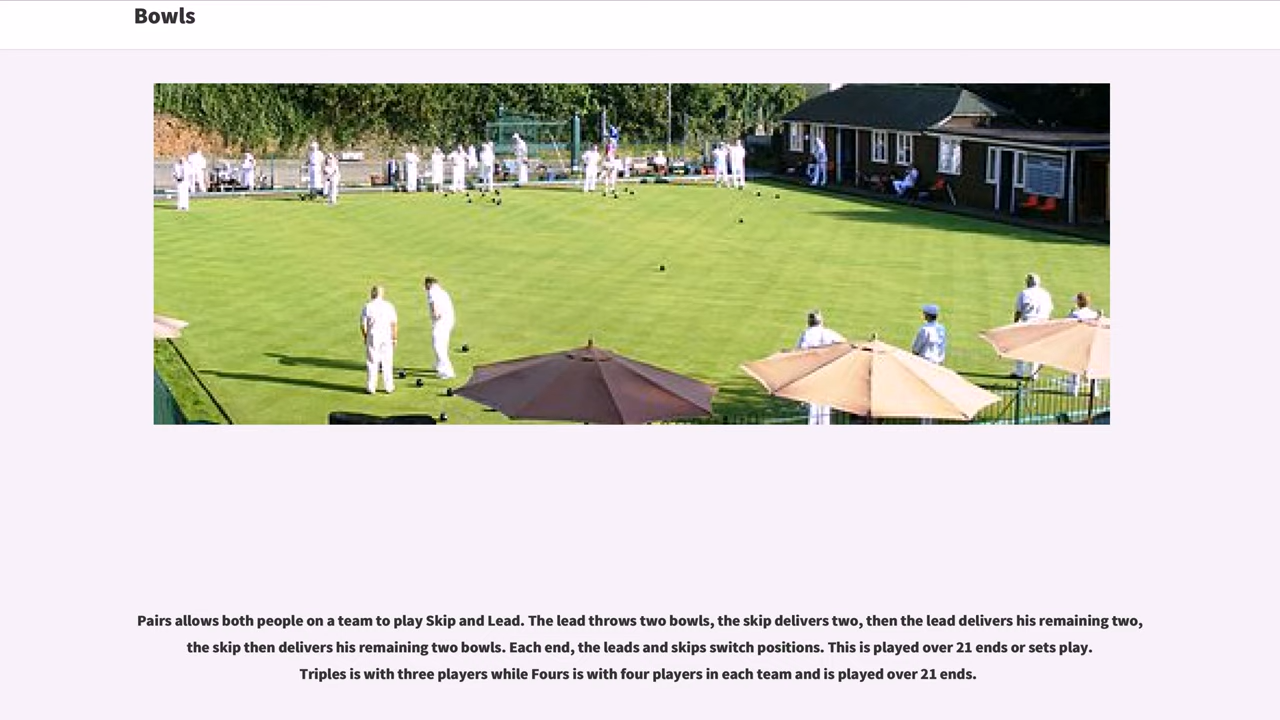 Bowls
Pairs allows both people on a team to play Skip and Lead. The lead throws two bowls, the skip delivers two, then the lead delivers his remaining two,
the skip then delivers his remaining two bowls. Each end, the leads and skips switch positions. This is played over 21 ends or sets play.
Triples is with three players while Fours is with four players in each team and is played over 21 ends.